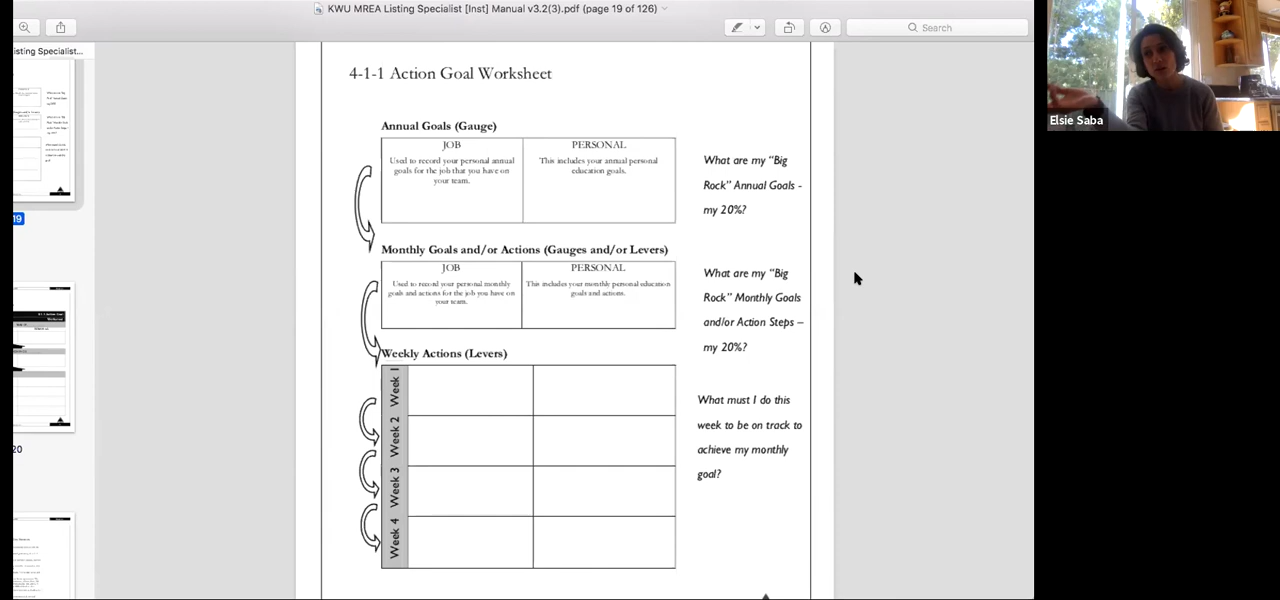 KWU MREA Listing Specialist [Inst] Manual v3.2(3).pdf (page 19 of 126)
Search
isting Specialist...
19
20
4-1-1 Action Goal Worksheet
Annual Goals (Gauge)
JOB
Used to record your personal annual
goals for the job that you have on
your team.
PERSONAL
This includes your annual personal
education goals.
What are my “Big
Rock” Annual Goals -
my 20%?
Monthly Goals and/or Actions (Gauges and/or Levers)
JOB
Used to record your personal monthly
goals and actions for the job you have on
your team.
PERSONAL
This includes your monthly personal education
goals and actions.
What are my “Big
Rock” Monthly Goals
and/or Action Steps –
my 20%?
Weekly Actions (Levers)
Week 1
Week 2
Week 3
Week 4
What must I do this
week to be on track to
achieve my monthly
goal?
Elsie Saba